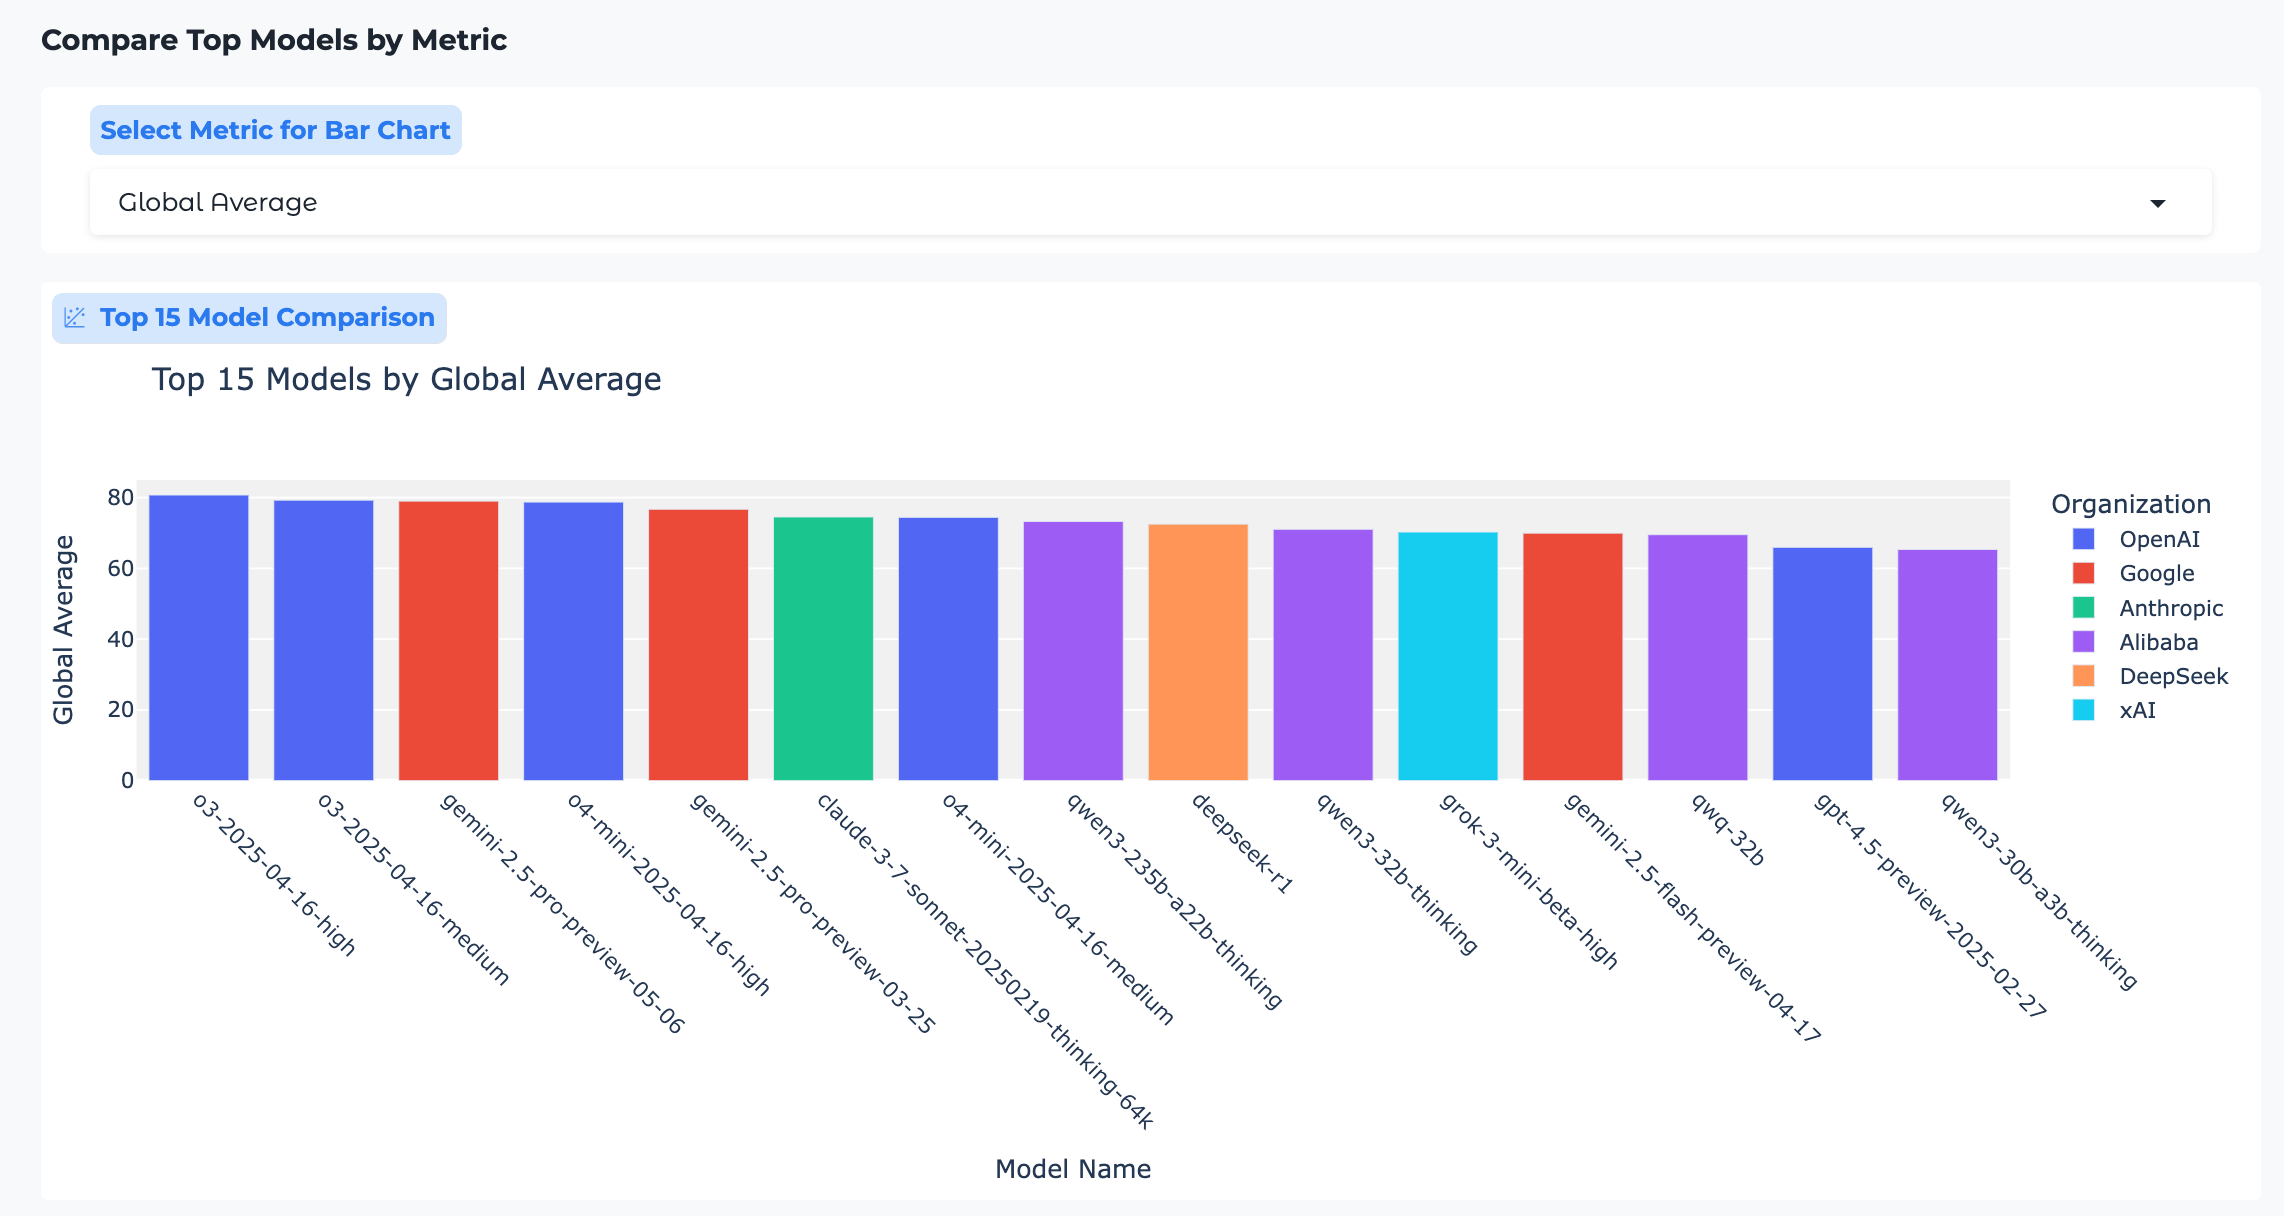 Compare Top Models by Metric
Select Metric for Bar Chart
Global Average
Top 15 Model Comparison
Top 15 Models by Global Average
Global Average
80
60
40
20
0
o3-2025-04-16-high
o3-2025-04-16-medium
gemini-2.5-pro-preview-05-06
o4-mini-2025-04-16-high
gemini-2.5-pro-preview-03-25
claude-3-7-sonnet-20250219-thinking-64k
o4-mini-2025-04-16-medium
qwen3-235b-a22b-thinking
deepseek-r1
qwen3-32b-thinking
grok-3-mini-beta-high
gemini-2.5-flash-preview-04-17
qwq-32b
gpt-4.5-preview-2025-02-27
qwen3-30b-a3b-thinking
Model Name
Organization
OpenAI
Google
Anthropic
Alibaba
DeepSeek
xAI